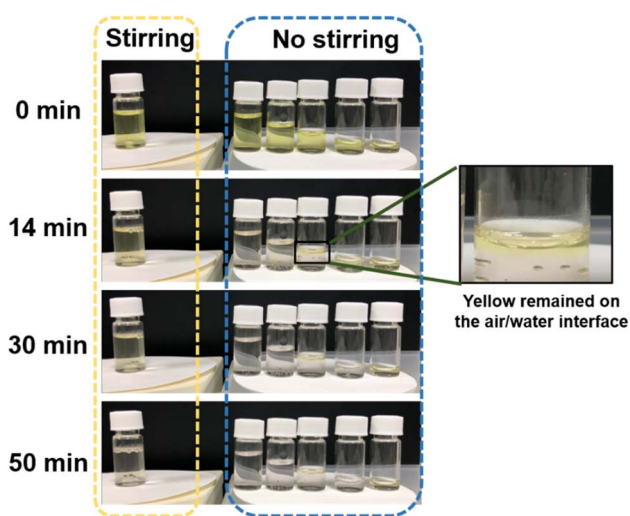 Stirring
No stirring
0 min
14 min
30 min
50 min
Yellow remained on
the air/water interface